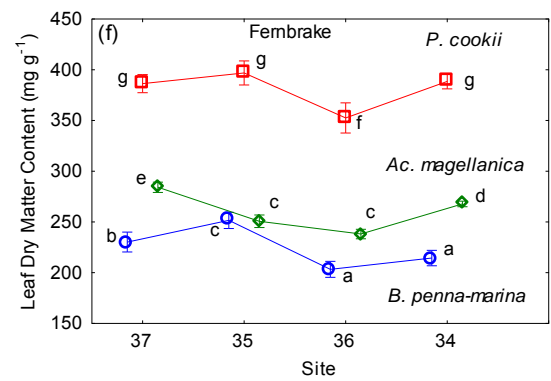 (f)
Fernbrake
P. cookii
Leaf Dry Matter Content (mg g-1)
450
400
350
300
250
200
150
g
g
f
g
Ac. magellanica
e
c
c
d
b
c
a
a
B. penna-marina
37
35
36
34
Site